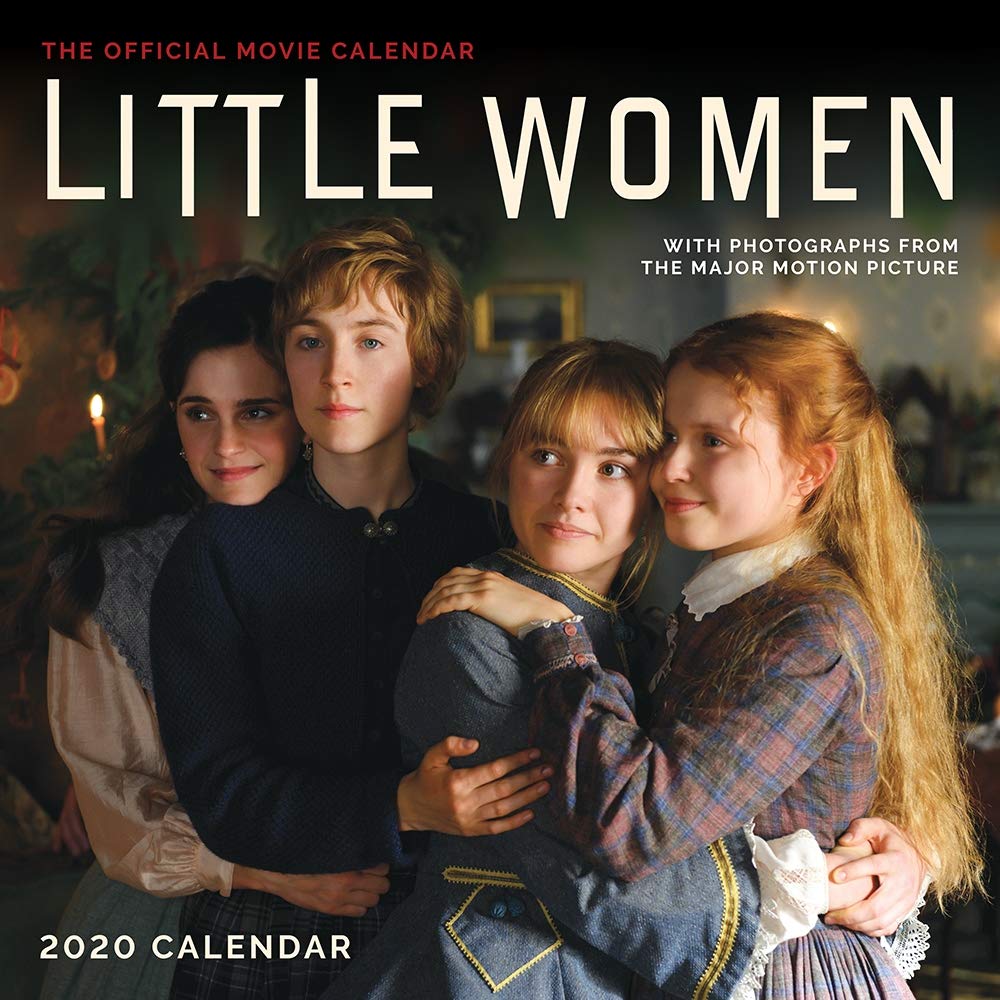 THE OFFICIAL MOVIE CALENDAR
LITTLE WOMEN
WITH PHOTOGRAPHS FROM
THE MAJOR MOTION PICTURE
2020 CALENDAR